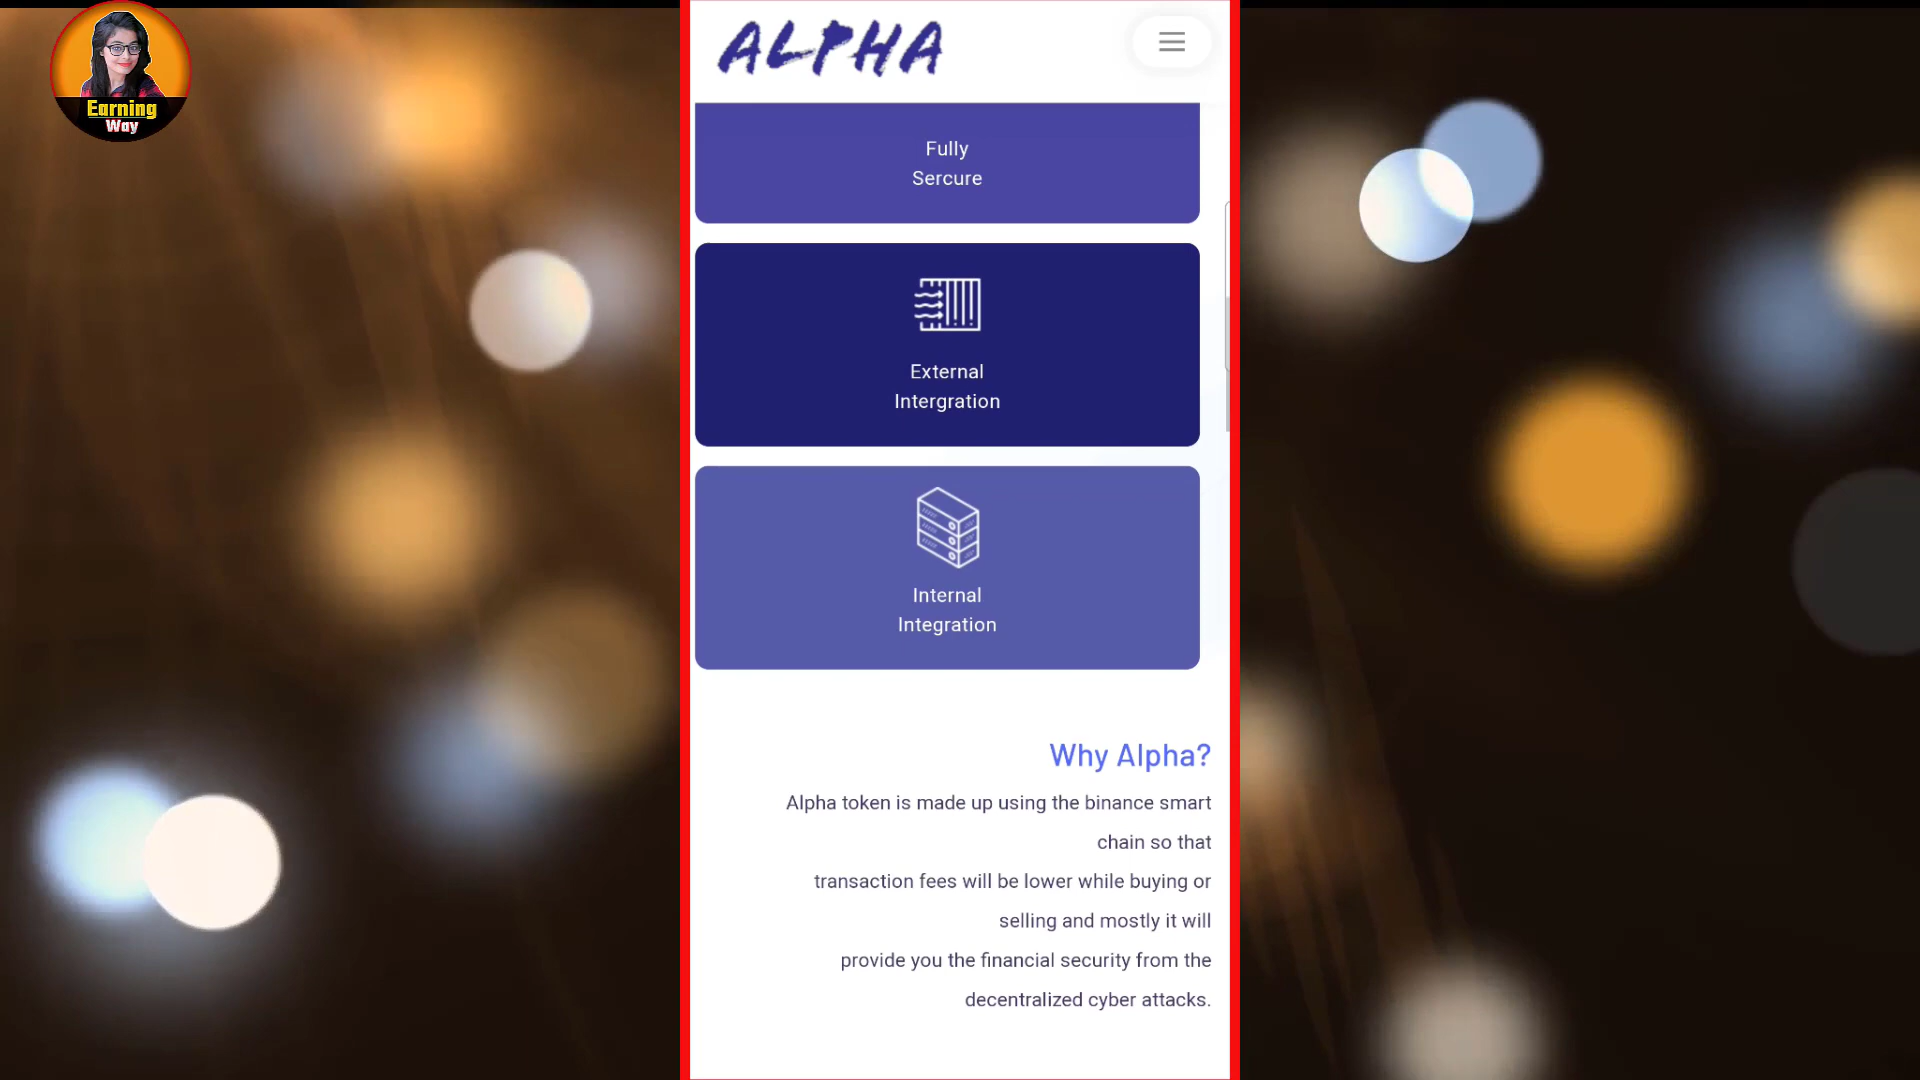 Earning
Way
ALPHA
Fully
Sercure
External
Intergration
Internal
Integration
Why Alpha?
Alpha token is made up using the binance smart
chain so that
transaction fees will be lower while buying or
selling and mostly it will
provide you the financial security from the
decentralized cyber attacks.